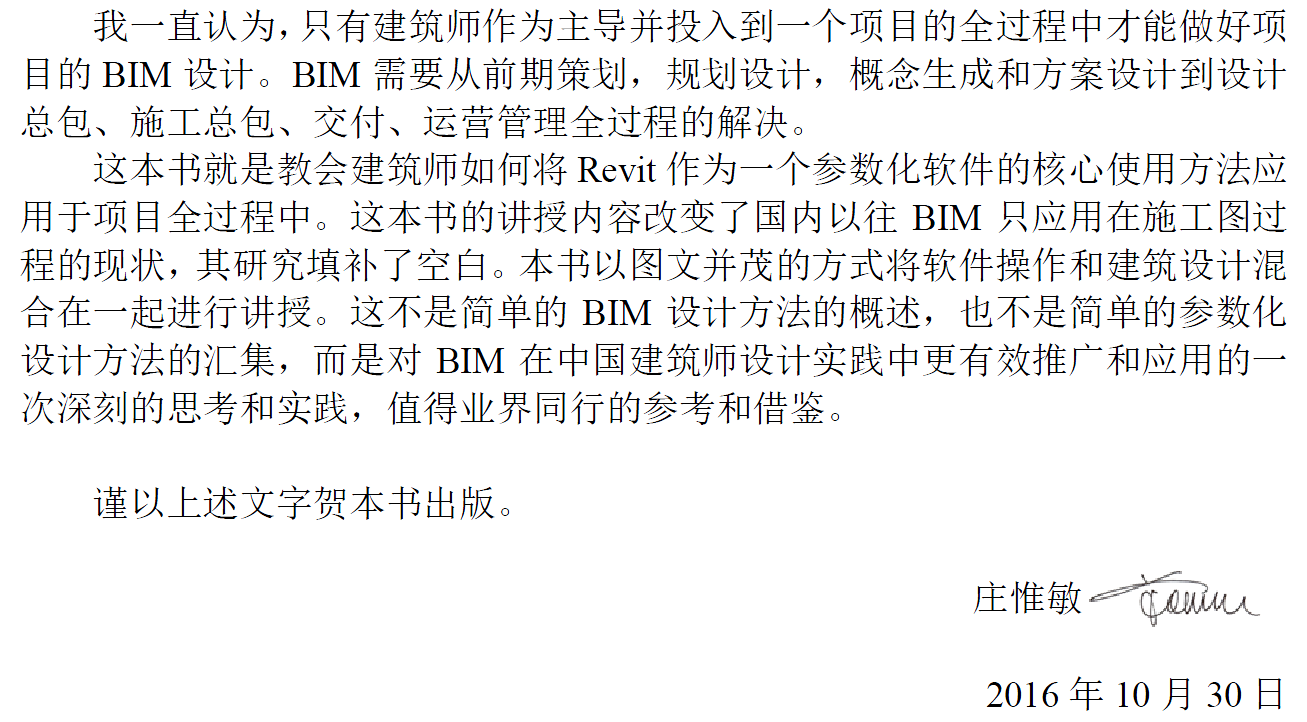 我一直认为，只有建筑师作为主导并投入到一个项目的全过程中才能做好项
目的 BIM 设计。BIM 需要从前期策划，规划设计，概念生成和方案设计到设计
总包、施工总包、交付、运营管理全过程的解决。
这本书就是教会建筑师如何将 Revit 作为一个参数化软件的核心使用方法应
用于项目全过程中。这本书的讲授内容改变了国内以往 BIM 只应用在施工图过
程的现状，其研究填补了空白。本书以图文并茂的方式将软件操作和建筑设计混
合在一起进行讲授。这不是简单的 BIM 设计方法的概述，也不是简单的参数化
设计方法的汇集，而是对 BIM 在中国建筑师设计实践中更有效推广和应用的一
次深刻的思考和实践，值得业界同行的参考和借鉴。
谨以上述文字贺本书出版。
庄惟敏
2016 年 10 月 30 日